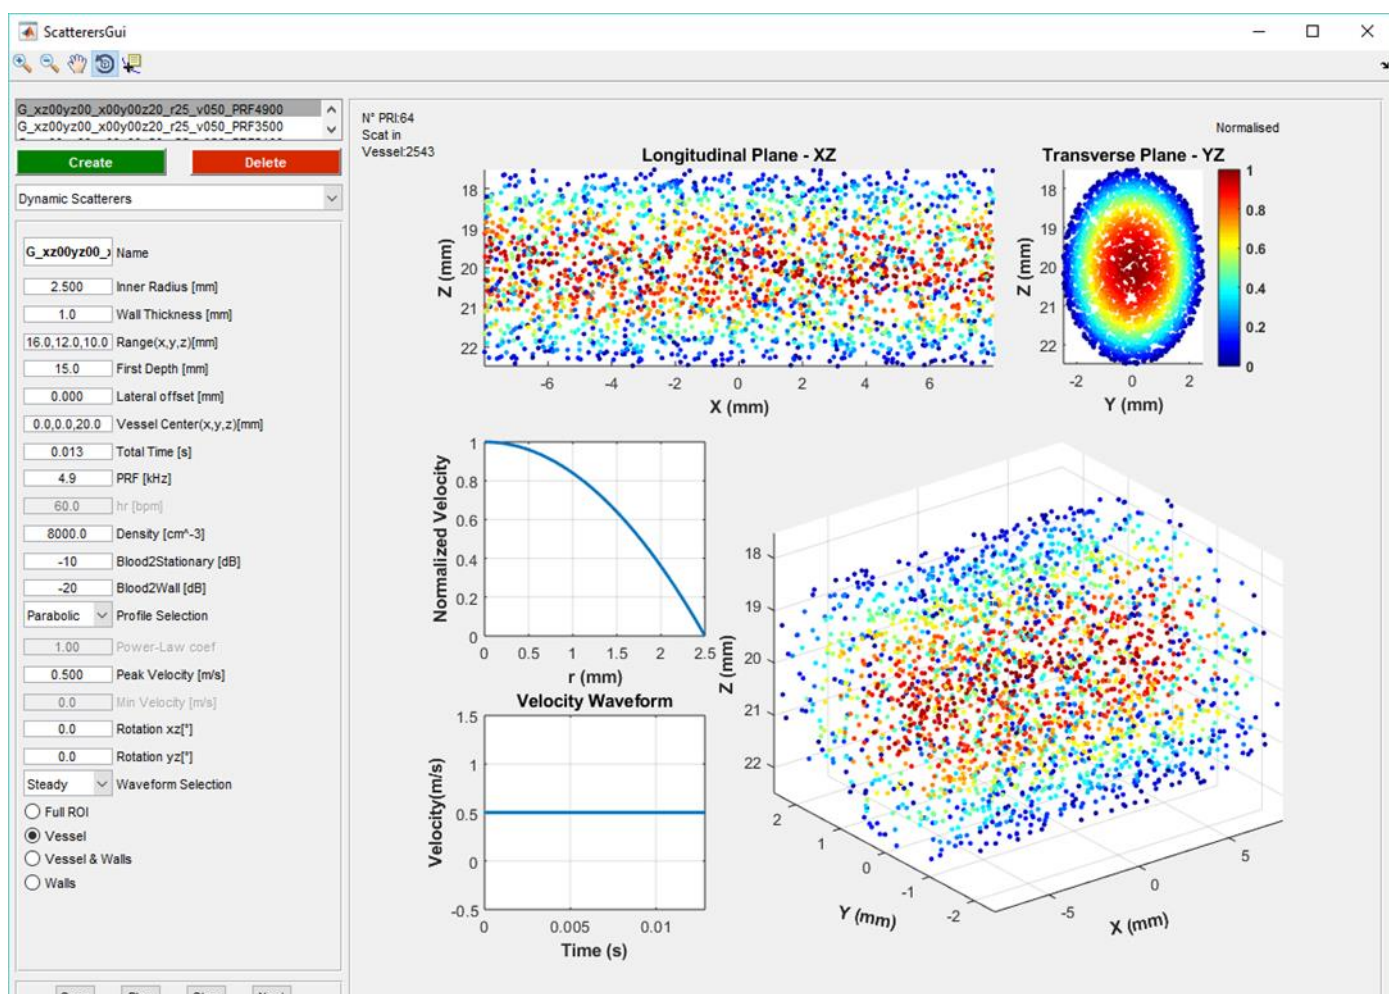 ScatterersGui
G_xz00yz00_x00y00z20_r25_v050_PRF4900
G_xz00yz00_x00y00z20_r25_v050_PRF3500
Create
Delete
Dynamic Scatterers
G_xz00yz00_x Name
2.500 Inner Radius [mm]
1.0 Wall Thickness [mm]
16.0,12.0,10.0 Range(x,y,z)[mm]
15.0 First Depth [mm]
0.000 Lateral offset [mm]
0.0,0.0,20.0 Vessel Center(x,y,z)[mm]
0.013 Total Time [s]
4.9 PRF [kHz]
60.0 hr [bpm]
8000.0 Density [cm^-3]
-10 Blood2Stationary [dB]
-20 Blood2Wall [dB]
Parabolic Profile Selection
1.00 Power-Law coef
0.500 Peak Velocity [m/s]
0.0 Min Velocity [m/s]
0.0 Rotation xz[°]
0.0 Rotation yz[°]
Steady Waveform Selection
Full ROI
Vessel
Vessel & Walls
Walls
N° PRI:64
Scat in
Vessel:2543
Longitudinal Plane - XZ
Z (mm)
18
19
20
21
22
-6 -4 -2 0 2 4 6
X (mm)
Normalised
Transverse Plane - YZ
Z (mm)
18
19
20
21
22
-2 0 2
Y (mm)
1
0.8
0.6
0.4
0.2
0
Normalized Velocity
1
0.8
0.6
0.4
0.2
0
0 0.5 1 1.5 2 2.5
r (mm)
Velocity Waveform
Velocity(m/s)
1.5
1
0.5
0
-0.5
0 0.005 0.01
Time (s)
Z (mm)
18
19
20
21
22
2 1 0 -1 -2
Y (mm)
-5 0 5
X (mm)